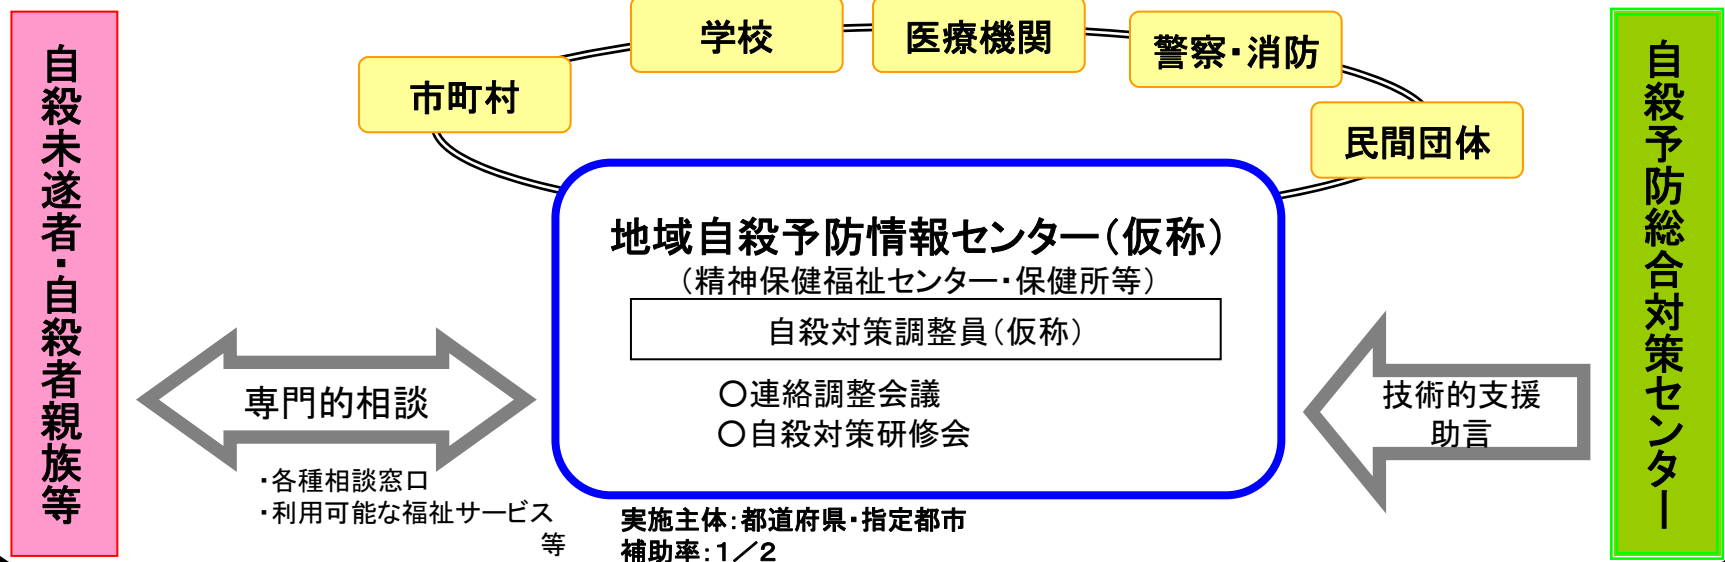 自殺未遂者・自殺者親族等
市町村
学校
医療機関
警察・消防
民間団体
地域自殺予防情報センター(仮称)
(精神保健福祉センター・保健所等)
自殺対策調整員(仮称)
○連絡調整会議
○自殺対策研修会
専門的相談
・各種相談窓口
・利用可能な福祉サービス
等
実施主体:都道府県・指定都市
補助率:1/2
技術的支援
助言
自殺予防総合対策センター